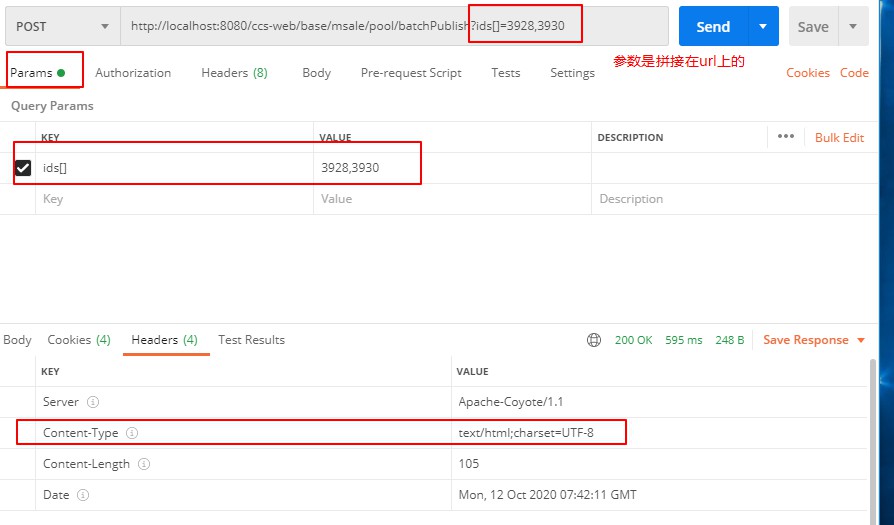 POST http://localhost:8080/ccs-web/base/msale/pool/batchPublish?ids[]=3928,3930 Send Save
Params Authorization Headers (8) Body Pre-request Script Tests Settings 参数是拼接在url上的 Cookies Code
Query Params
KEY VALUE DESCRIPTION ••• Bulk Edit
ids[] 3928,3930
Key Value Description
Body Cookies (4) Headers (4) Test Results 200 OK 595 ms 248 B Save Response
KEY VALUE
Server Apache-Coyote/1.1
Content-Type text/html;charset=UTF-8
Content-Length 105
Date Mon, 12 Oct 2020 07:42:11 GMT